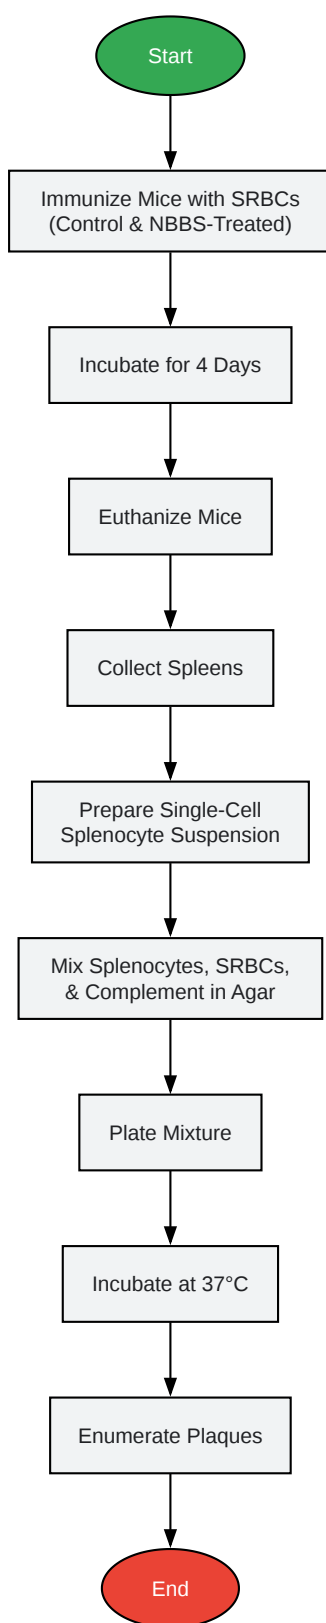 Start
Immunize Mice with SRBCs
(Control & NBBS-Treated)
Incubate for 4 Days
Euthanize Mice
Collect Spleens
Prepare Single-Cell
Splenocyte Suspension
Mix Splenocytes, SRBCs,
& Complement in Agar
Plate Mixture
Incubate at 37°C
Enumerate Plaques
End